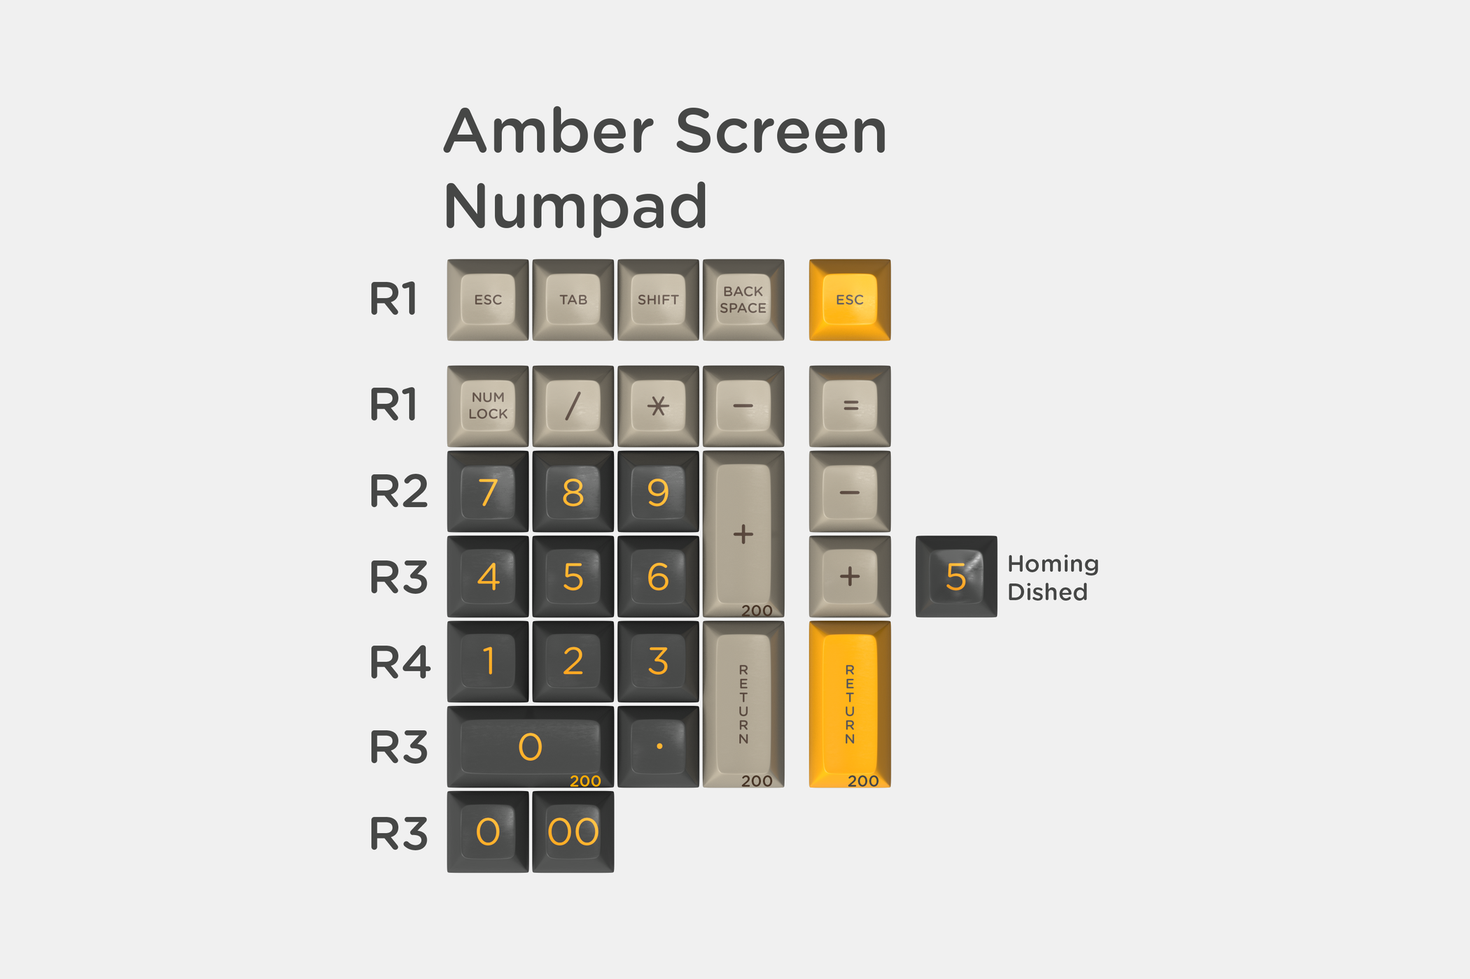 Amber Screen
Numpad
R1 ESC TAB SHIFT BACK SPACE ESC
R1 NUM LOCK / * − =
R2 7 8 9 + 200 −
R3 4 5 6 + 5 Homing Dished
R4 1 2 3 RETURN 200 RETURN 200
R3 0 200 .
R3 0 00